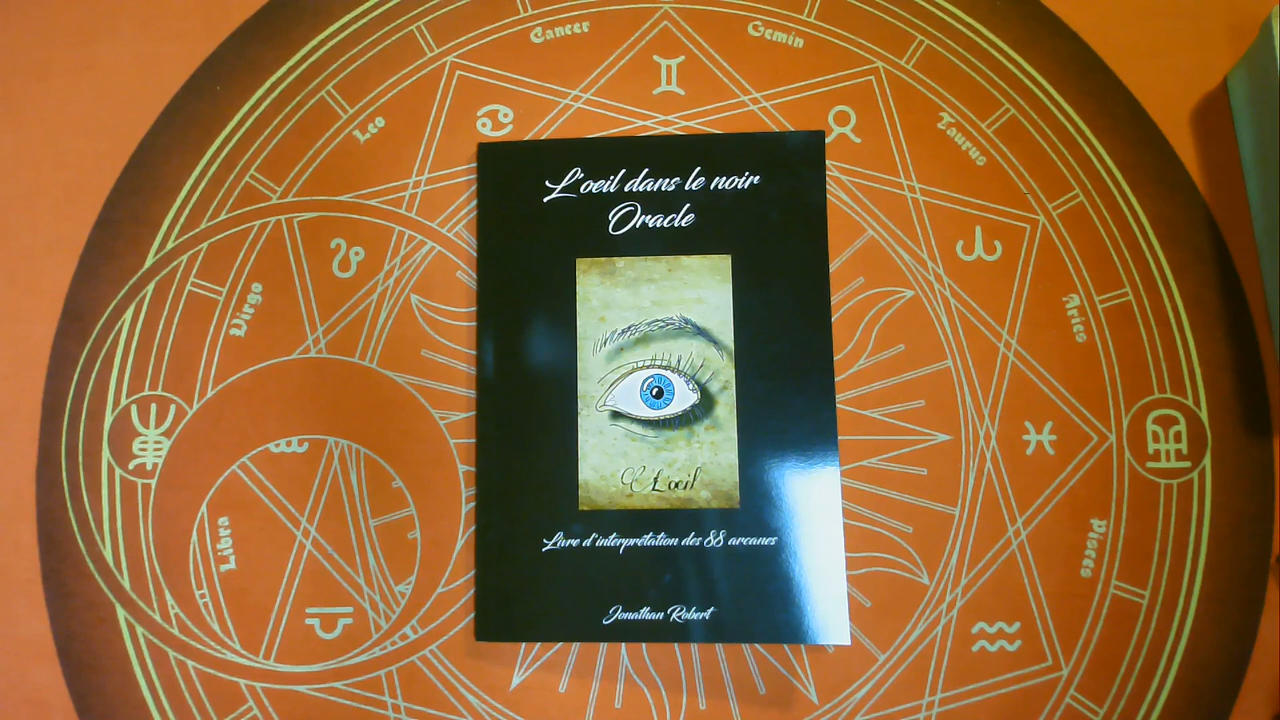 Cancer
Gemin
Leo
Taurus
L'oeil dans le noir
Oracle
Virgo
Aries
L'oeil
Livre d'interprétation des 88 arcanes
Libra
Pisces
Jonathan Robert